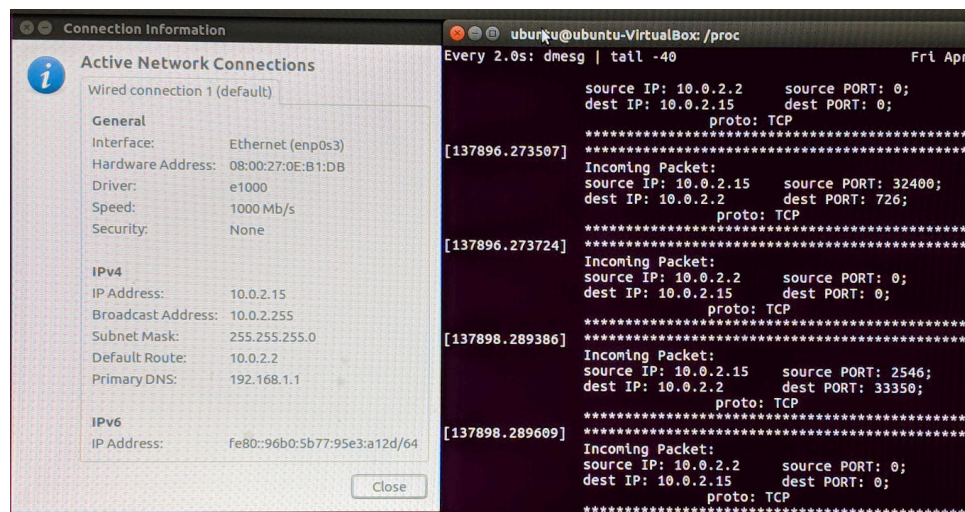 Connection Information
Active Network Connections
Wired connection 1 (default)
General
Interface: Ethernet (enp0s3)
Hardware Address: 08:00:27:0E:B1:DB
Driver: e1000
Speed: 1000 Mb/s
Security: None
IPv4
IP Address: 10.0.2.15
Broadcast Address: 10.0.2.255
Subnet Mask: 255.255.255.0
Default Route: 10.0.2.2
Primary DNS: 192.168.1.1
IPv6
IP Address: fe80::96b0:5b77:95e3:a12d/64
Close
ubuntu@ubuntu-VirtualBox: /proc
Every 2.0s: dmesg | tail -40 Fri Apr
source IP: 10.0.2.2 source PORT: 0;
dest IP: 10.0.2.15 dest PORT: 0;
proto: TCP
***********************************************
[137896.273507] ***********************************************
Incoming Packet:
source IP: 10.0.2.15 source PORT: 32400;
dest IP: 10.0.2.2 dest PORT: 726;
proto: TCP
***********************************************
[137896.273724] ***********************************************
Incoming Packet:
source IP: 10.0.2.2 source PORT: 0;
dest IP: 10.0.2.15 dest PORT: 0;
proto: TCP
***********************************************
[137898.289386] ***********************************************
Incoming Packet:
source IP: 10.0.2.15 source PORT: 2546;
dest IP: 10.0.2.2 dest PORT: 33350;
proto: TCP
***********************************************
[137898.289609] ***********************************************
Incoming Packet:
source IP: 10.0.2.2 source PORT: 0;
dest IP: 10.0.2.15 dest PORT: 0;
proto: TCP
***********************************************